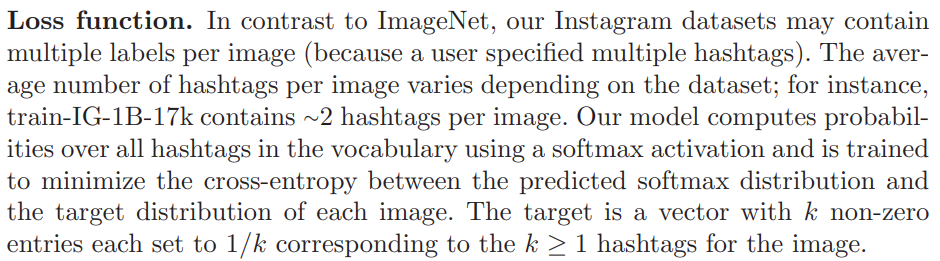 Loss function. In contrast to ImageNet, our Instagram datasets may contain
multiple labels per image (because a user specified multiple hashtags). The aver-
age number of hashtags per image varies depending on the dataset; for instance,
train-IG-1B-17k contains ~2 hashtags per image. Our model computes probabil-
ities over all hashtags in the vocabulary using a softmax activation and is trained
to minimize the cross-entropy between the predicted softmax distribution and
the target distribution of each image. The target is a vector with k non-zero
entries each set to 1/k corresponding to the k ≥ 1 hashtags for the image.